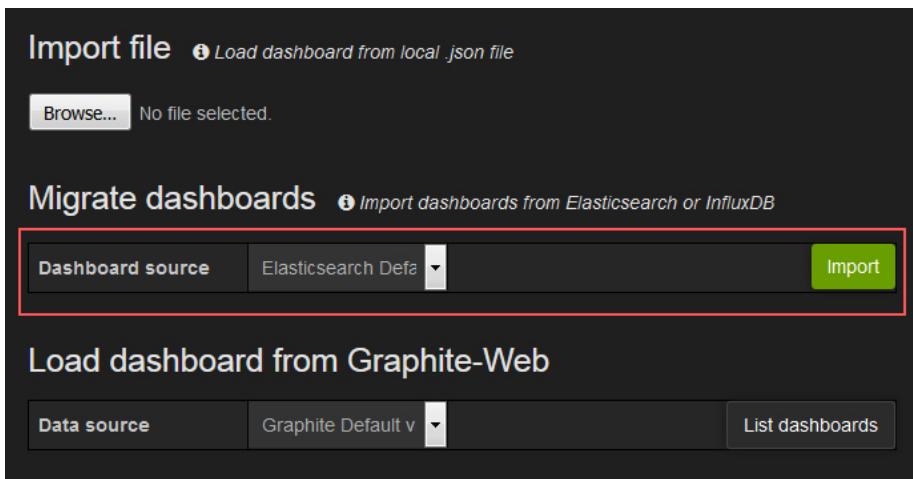 Import file Load dashboard from local .json file
Browse... No file selected.
Migrate dashboards Import dashboards from Elasticsearch or InfluxDB
Dashboard source Elasticsearch Defa Import
Load dashboard from Graphite-Web
Data source Graphite Default v List dashboards